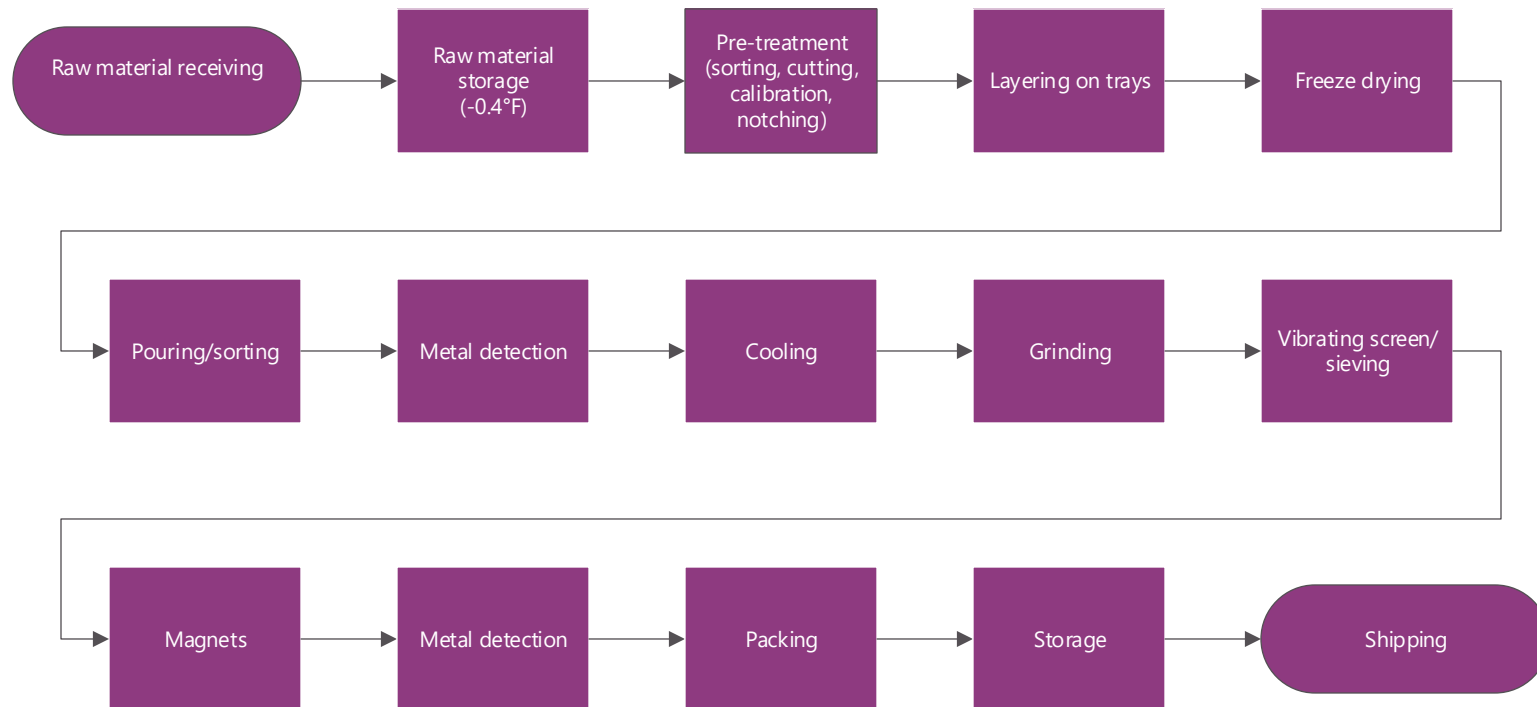 Raw material receiving
Raw material
storage
(-0.4°F)
Pre-treatment
(sorting, cutting,
calibration,
notching)
Layering on trays
Freeze drying
Pouring/sorting
Metal detection
Cooling
Grinding
Vibrating screen/
sieving
Magnets
Metal detection
Packing
Storage
Shipping